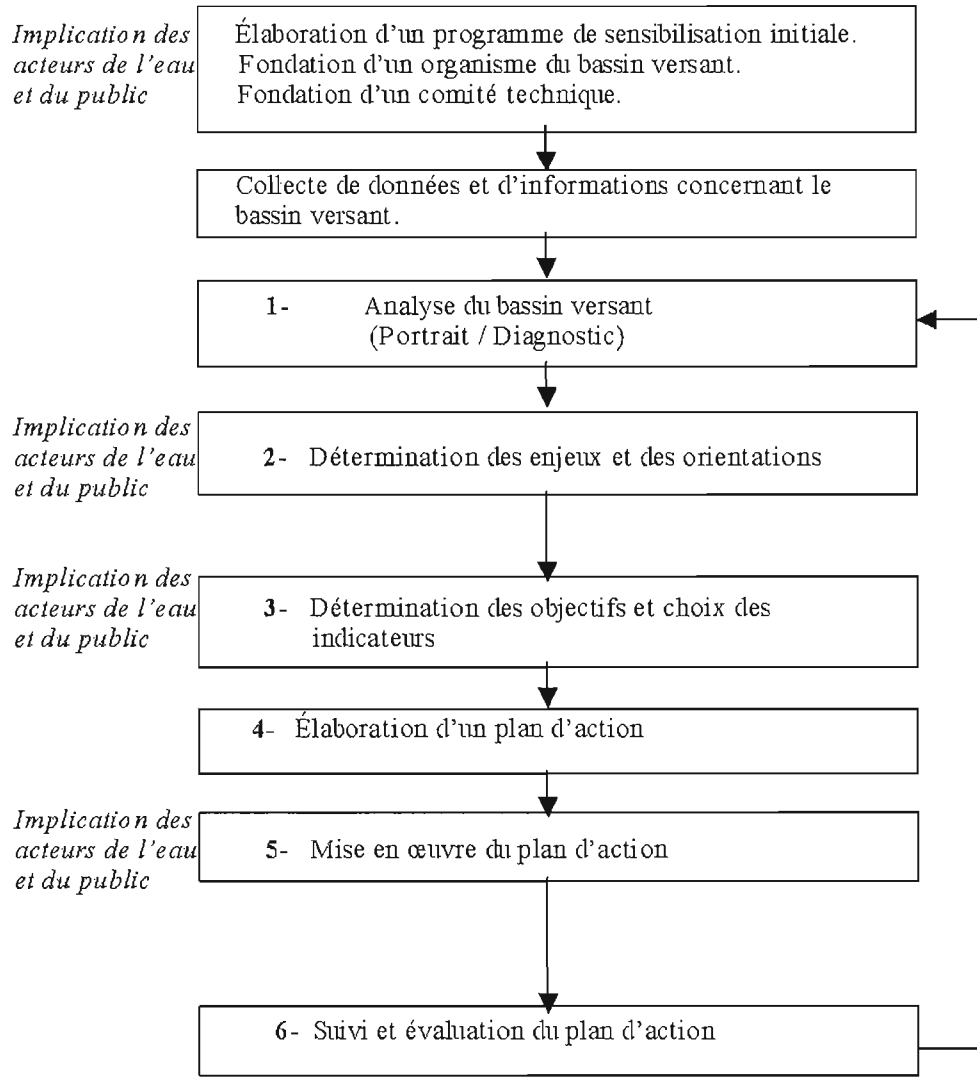 Implication des
acteurs de l'eau
et du public
Élaboration d'un programme de sensibilisation initiale.
Fondation d'un organisme du bassin versant.
Fondation d'un comité technique.
Collecte de données et d'informations concernant le
bassin versant.
1- Analyse du bassin versant
(Portrait / Diagnostic)
Implication des
acteurs de l'eau
et du public
2- Détermination des enjeux et des orientations
Implication des
acteurs de l'eau
et du public
3- Détermination des objectifs et choix des
indicateurs
4- Élaboration d'un plan d'action
Implication des
acteurs de l'eau
et du public
5- Mise en œuvre du plan d'action
6- Suivi et évaluation du plan d'action